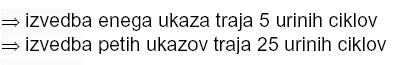 ⇒ izvedba enega ukaza traja 5 urinih ciklov
⇒ izvedba petih ukazov traja 25 urinih ciklov